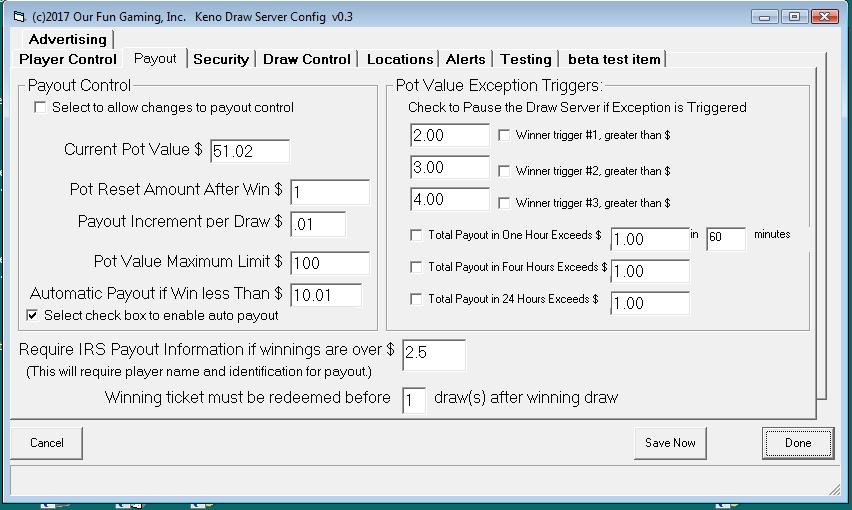 (c)2017 Our Fun Gaming, Inc.   Keno Draw Server Config  v0.3
Advertising
Player Control Payout Security Draw Control Locations Alerts Testing beta test item
Payout Control
Select to allow changes to payout control
Current Pot Value $ 51.02
Pot Reset Amount After Win $ 1
Payout Increment per Draw $ .01
Pot Value Maximum Limit $ 100
Automatic Payout if Win less Than $ 10.01
Select check box to enable auto payout
Pot Value Exception Triggers:
Check to Pause the Draw Server if Exception is Triggered
2.00 Winner trigger #1, greater than $
3.00 Winner trigger #2, greater than $
4.00 Winner trigger #3, greater than $
Total Payout in One Hour Exceeds $ 1.00 in 60 minutes
Total Payout in Four Hours Exceeds $ 1.00
Total Payout in 24 Hours Exceeds $ 1.00
Require IRS Payout Information if winnings are over $ 2.5
(This will require player name and identification for payout.)
Winning ticket must be redeemed before 1 draw(s) after winning draw
Cancel Save Now Done